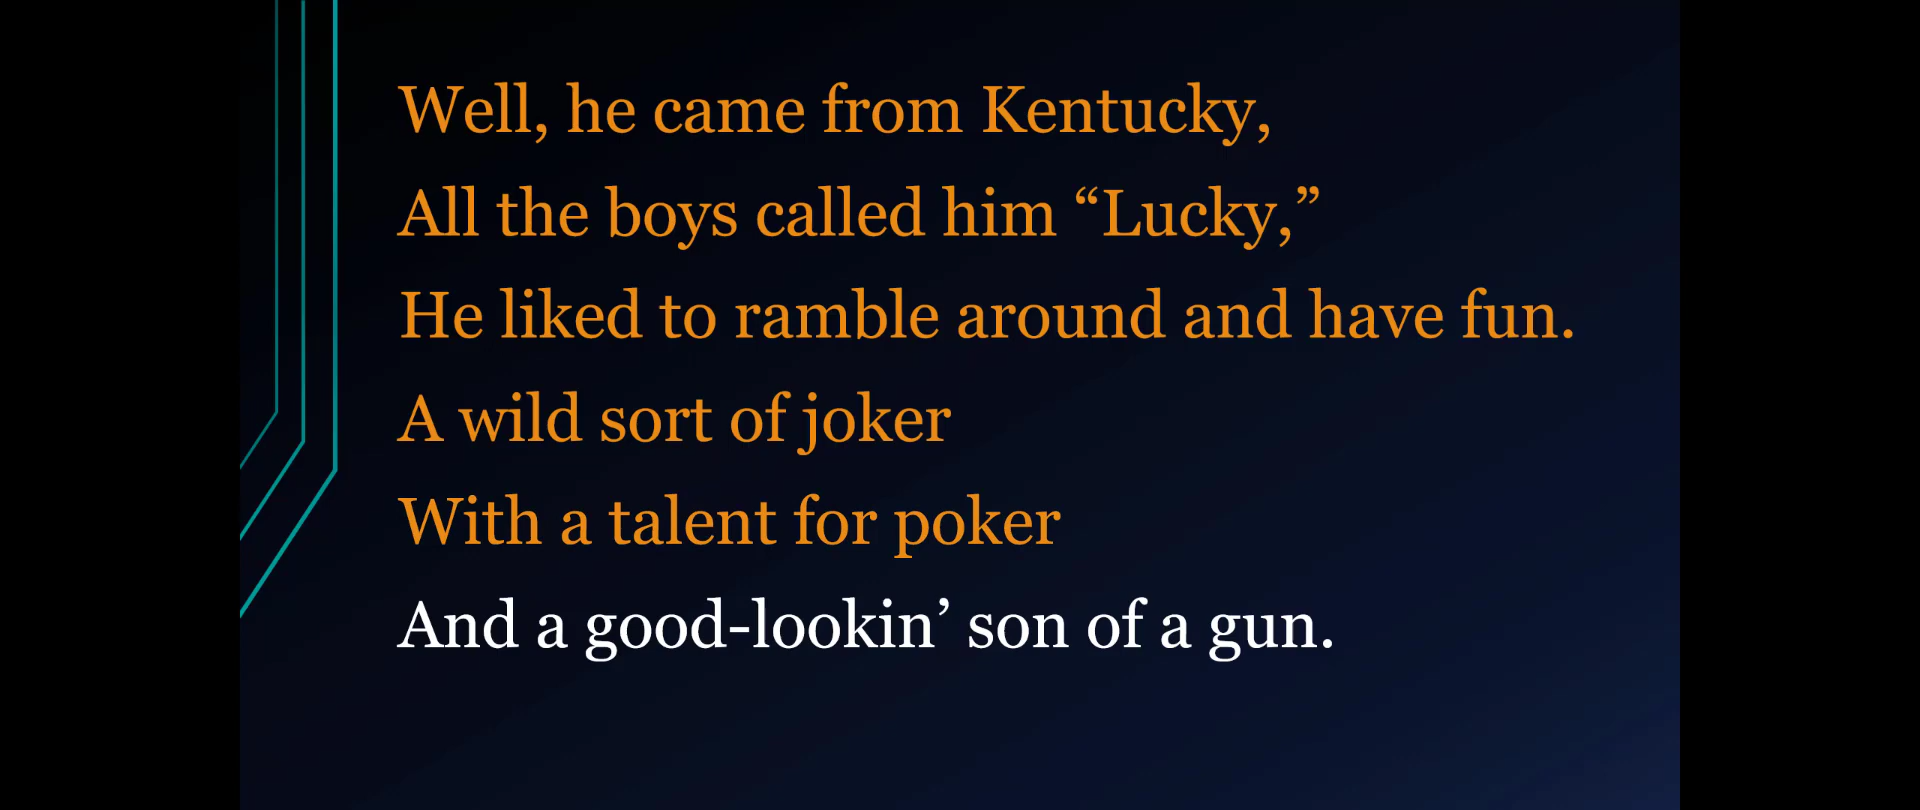 Well, he came from Kentucky,
All the boys called him “Lucky,”
He liked to ramble around and have fun.
A wild sort of joker
With a talent for poker
And a good-lookin’ son of a gun.